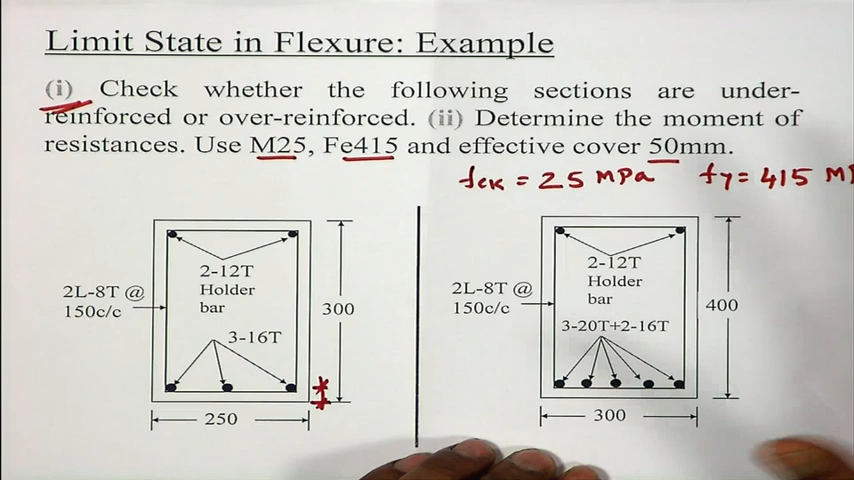 Limit State in Flexure: Example
(i) Check whether the following sections are under-
reinforced or over-reinforced. (ii) Determine the moment of
resistances. Use M25, Fe415 and effective cover 50mm.
fck = 25 MPa fy = 415 MP
2-12T
Holder
bar
2L-8T @
150c/c
3-16T
300
250
2-12T
Holder
bar
2L-8T @
150c/c
3-20T+2-16T
400
300